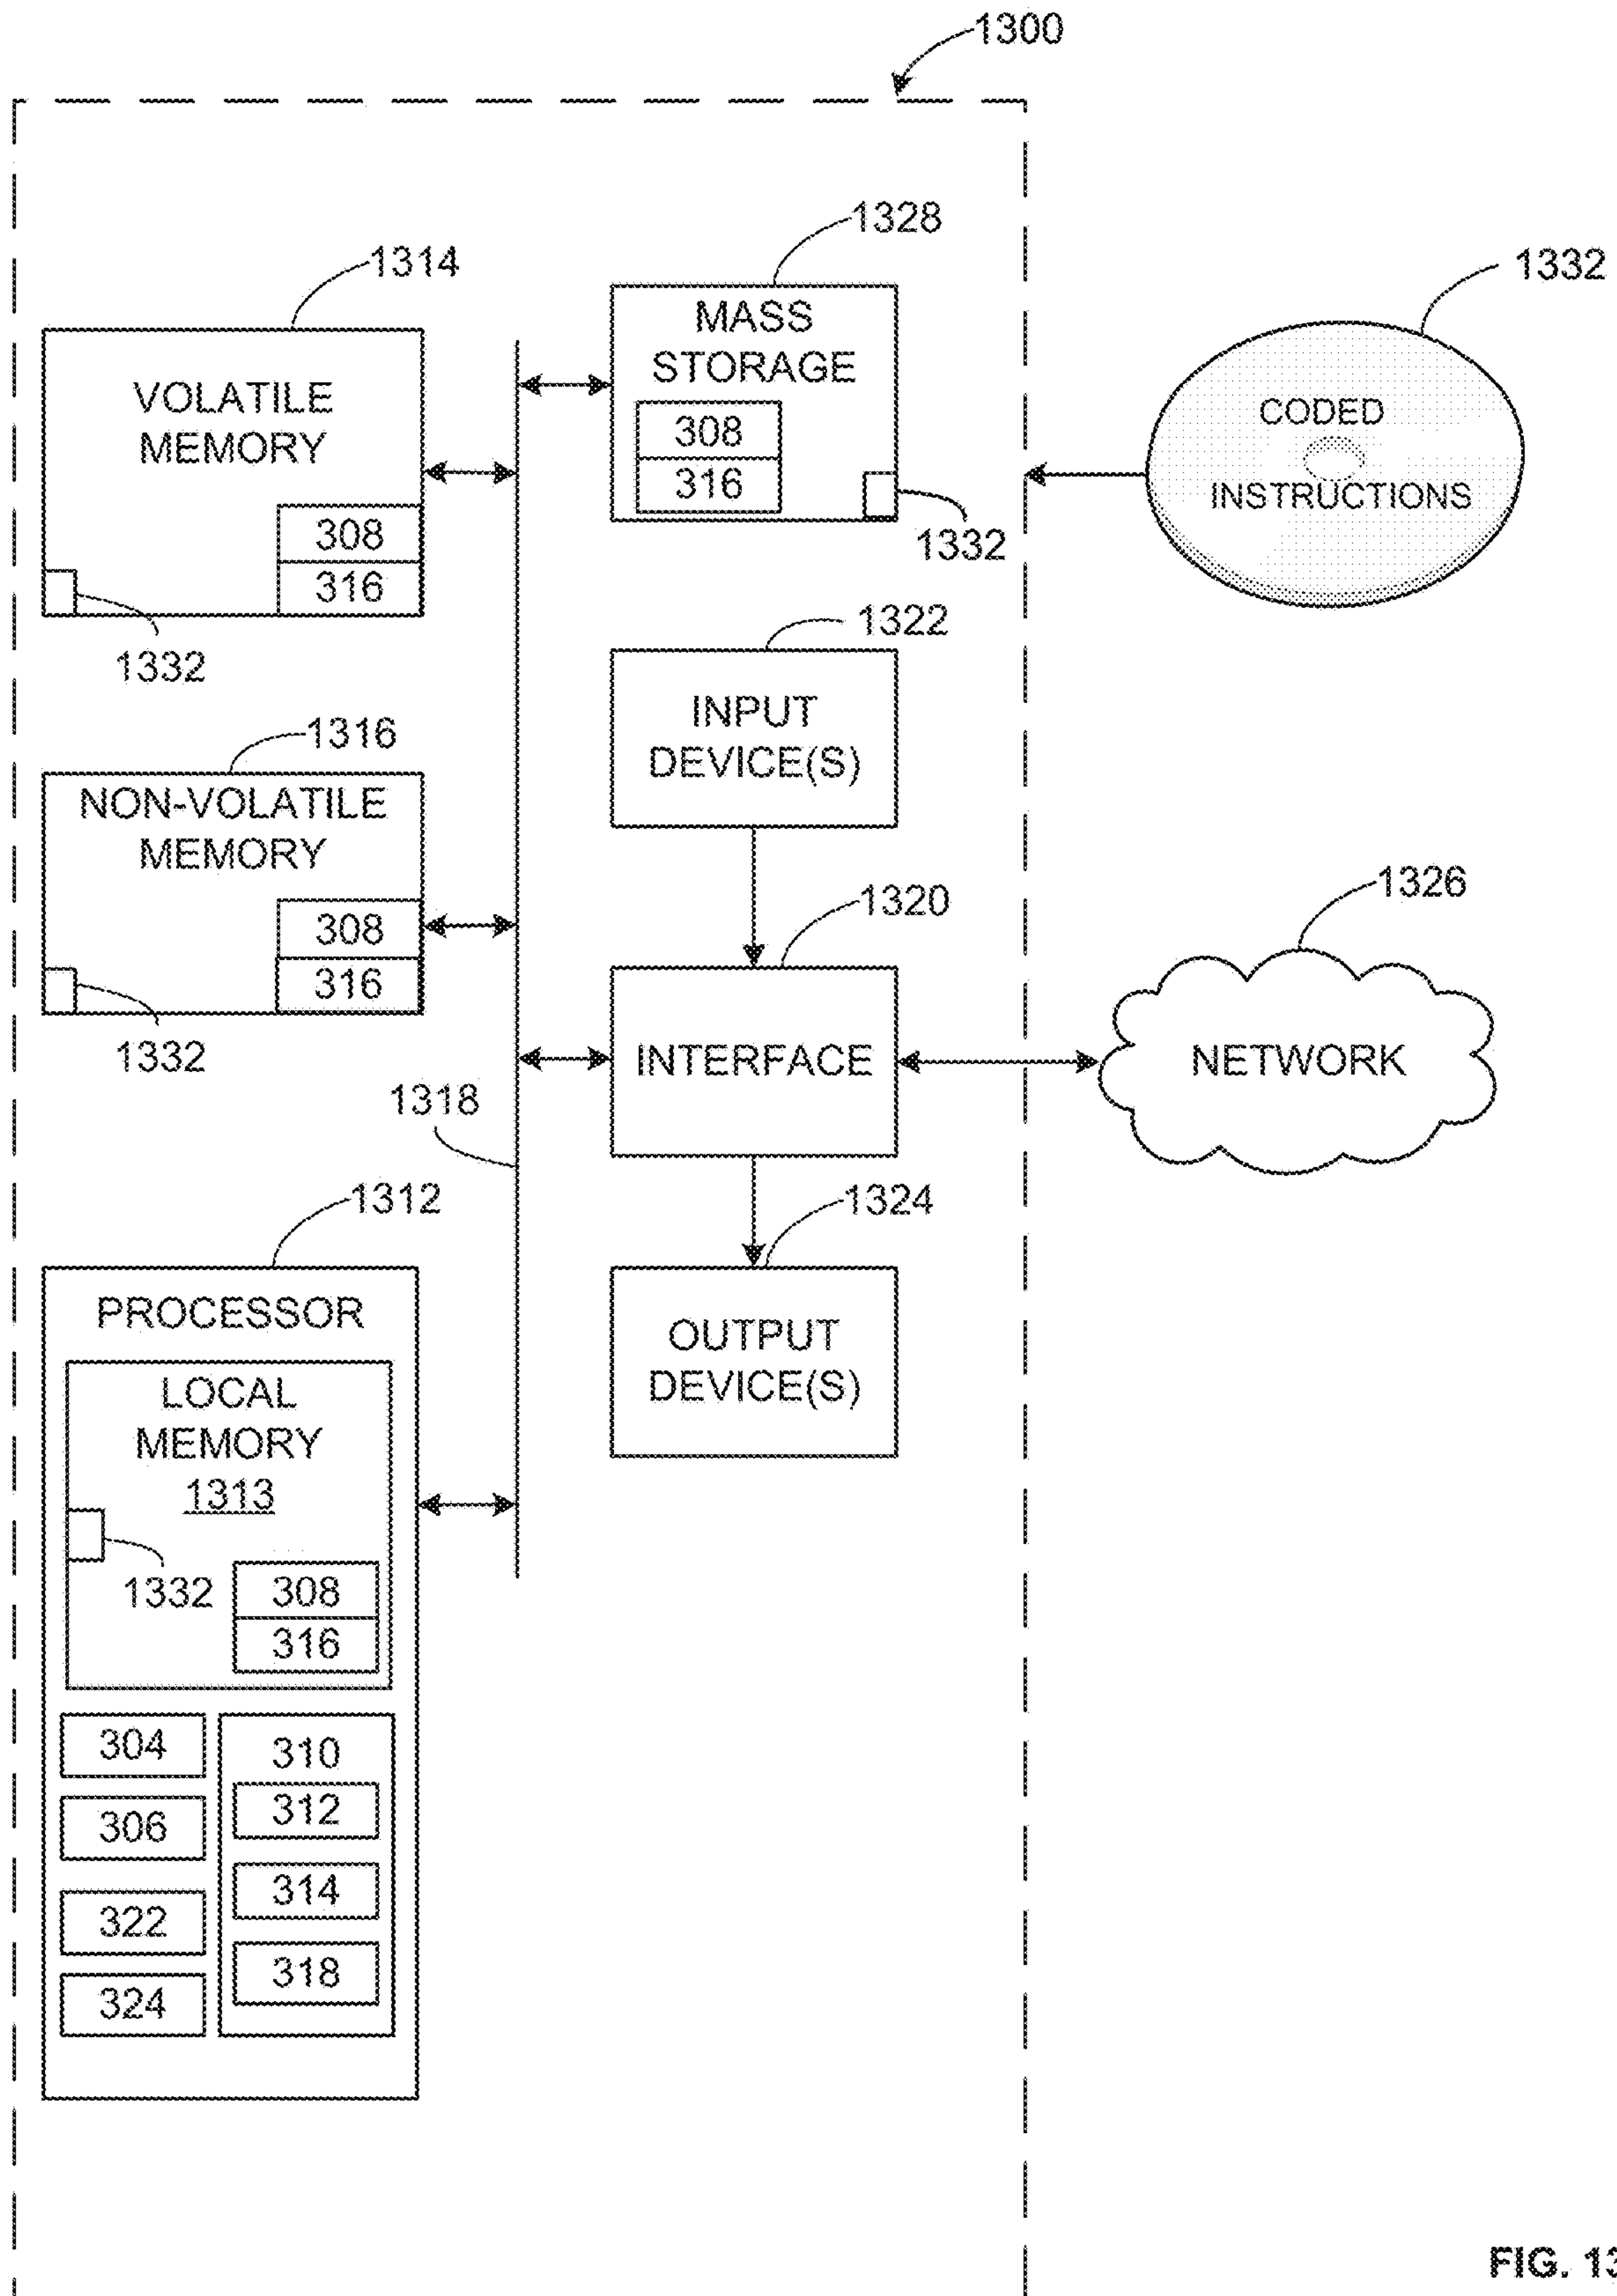 1300
1328
1314
1332
MASS
STORAGE
308
316
1332
VOLATILE
MEMORY
308
316
1332
CODED
INSTRUCTIONS
1322
INPUT
DEVICE(S)
1316
NON-VOLATILE
MEMORY
308
316
1332
1320
INTERFACE
1326
NETWORK
1318
1312
1324
OUTPUT
DEVICE(S)
PROCESSOR
LOCAL
MEMORY
1313
1332
308
316
304
306
322
324
310
312
314
318
FIG. 13